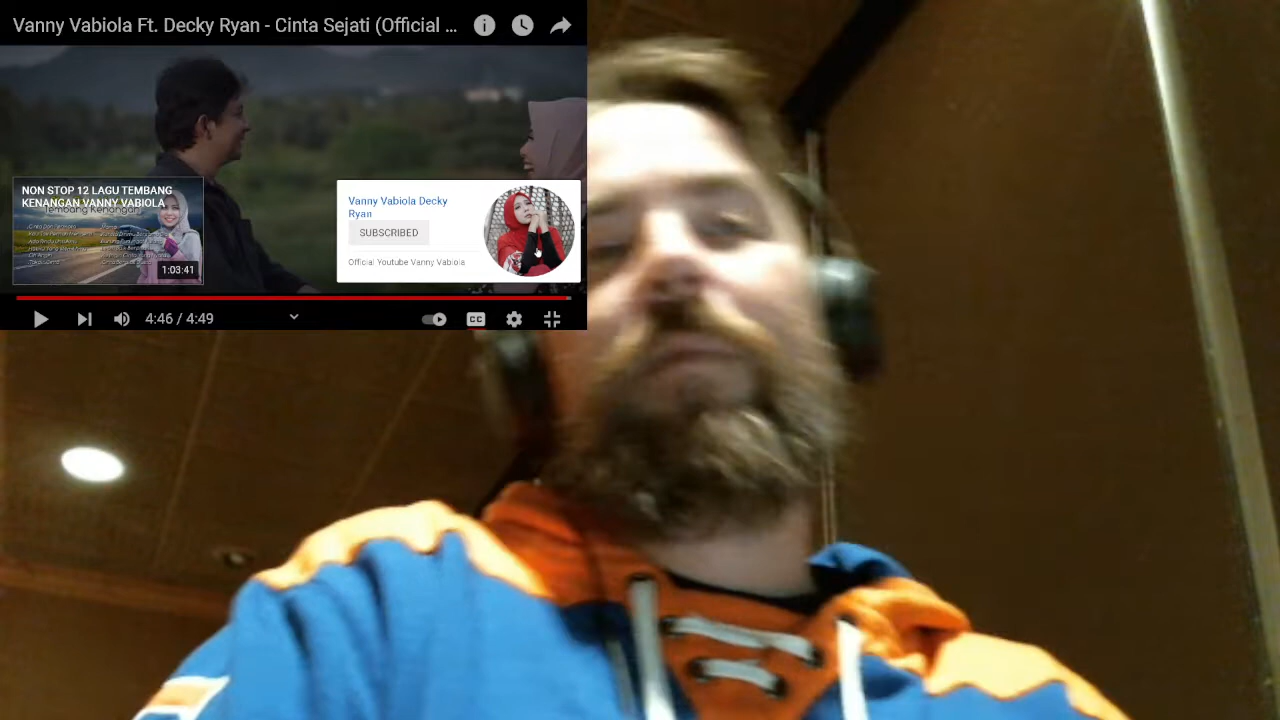 Vanny Vabiola Ft. Decky Ryan - Cinta Sejati (Official ...
NON STOP 12 LAGU TEMBANG
KENANGAN VANNY VABIOLA
Tembang Kenangan
1:03:41
Vanny Vabiola Decky
Ryan
SUBSCRIBED
Official Youtube Vanny Vabiola
4:46 / 4:49
CC